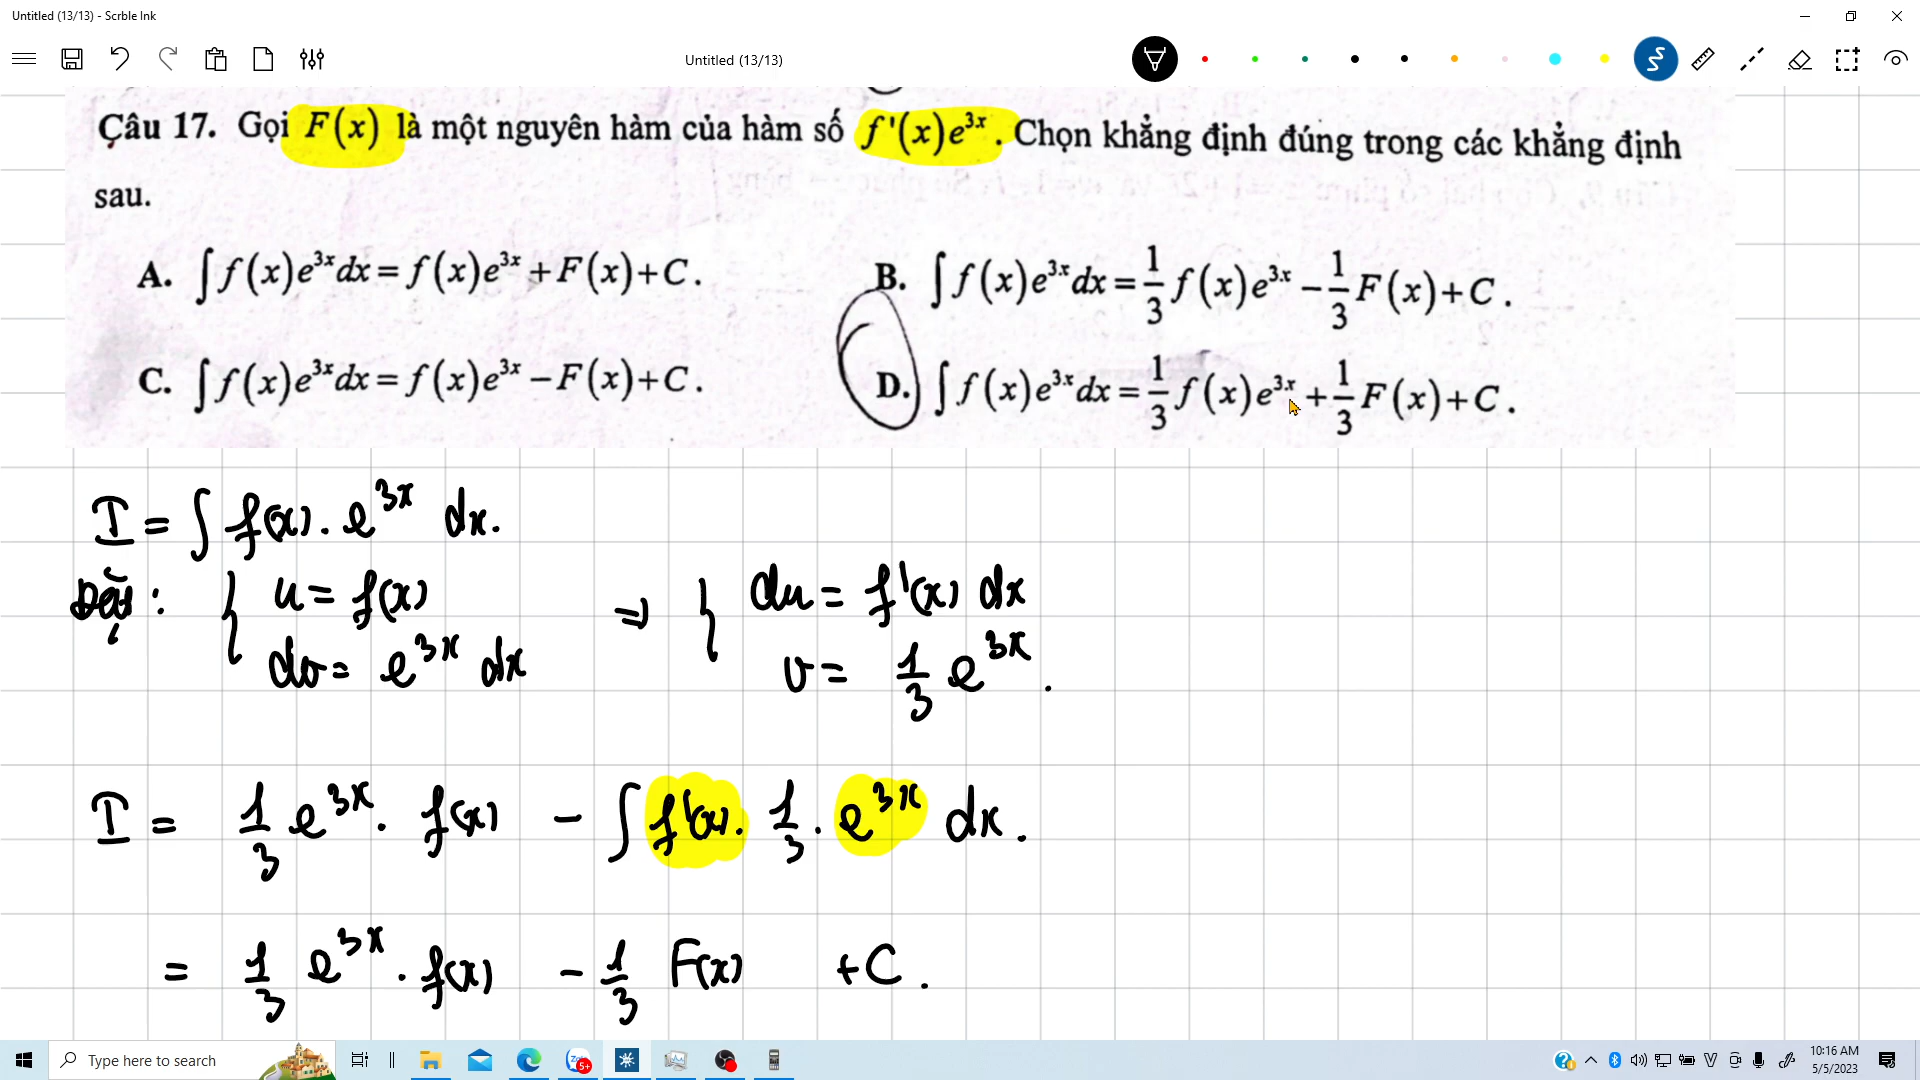 Untitled (13/13) - Scrble Ink
Untitled (13/13)
Câu 17. Gọi F(x) là một nguyên hàm của hàm số f'(x)e^{3x}. Chọn khẳng định đúng trong các khẳng định
sau.
A. ∫f(x)e^{3x}dx = f(x)e^{3x} + F(x) + C.
B. ∫f(x)e^{3x}dx = 1/3 f(x)e^{3x} − 1/3 F(x) + C.
C. ∫f(x)e^{3x}dx = f(x)e^{3x} − F(x) + C.
D. ∫f(x)e^{3x}dx = 1/3 f(x)e^{3x} + 1/3 F(x) + C.
I = ∫ f(x). e^{3x} dx.
Đặt : { u = f(x) ⇒ { du = f'(x) dx
dv = e^{3x} dx v = 1/3 e^{3x}.
I = 1/3 e^{3x}. f(x) − ∫ f'(x). 1/3 . e^{3x} dx.
= 1/3 e^{3x}. f(x) − 1/3 F(x) + C.
Type here to search
5+
10:16 AM
5/5/2023